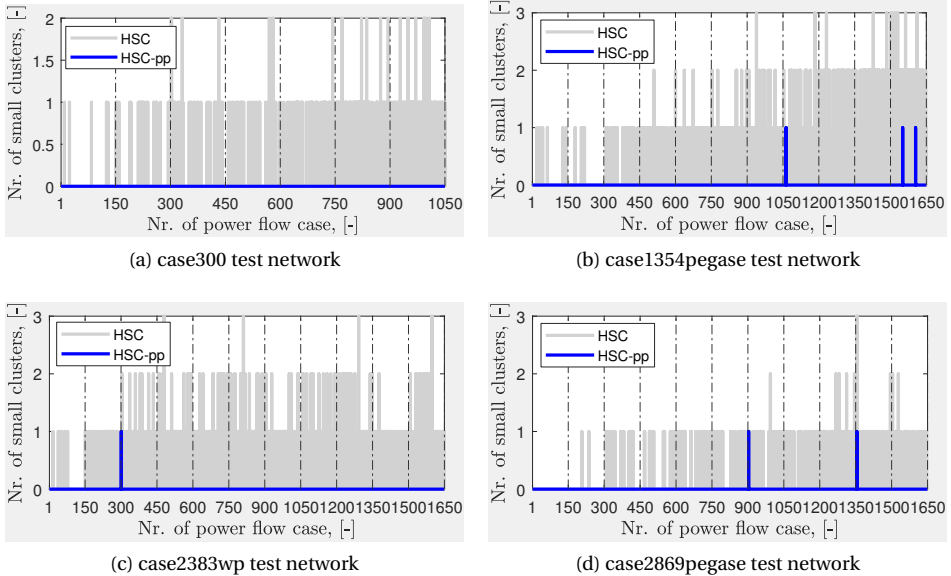 Nr. of small clusters, [-]
2
1.5
1
0.5
0
HSC
HSC-pp
1 150 300 450 600 750 900 1050
Nr. of power flow case, [-]
(a) case300 test network
Nr. of small clusters, [-]
3
2
1
0
HSC
HSC-pp
1 150 300 450 600 750 900 1050 1200 1350 1500 1650
Nr. of power flow case, [-]
(b) case1354pegase test network
Nr. of small clusters, [-]
3
2
1
0
HSC
HSC-pp
1 150 300 450 600 750 900 1050 1200 1350 1500 1650
Nr. of power flow case, [-]
(c) case2383wp test network
Nr. of small clusters, [-]
3
2
1
0
HSC
HSC-pp
1 150 300 450 600 750 900 1050 1200 1350 1500 1650
Nr. of power flow case, [-]
(d) case2869pegase test network